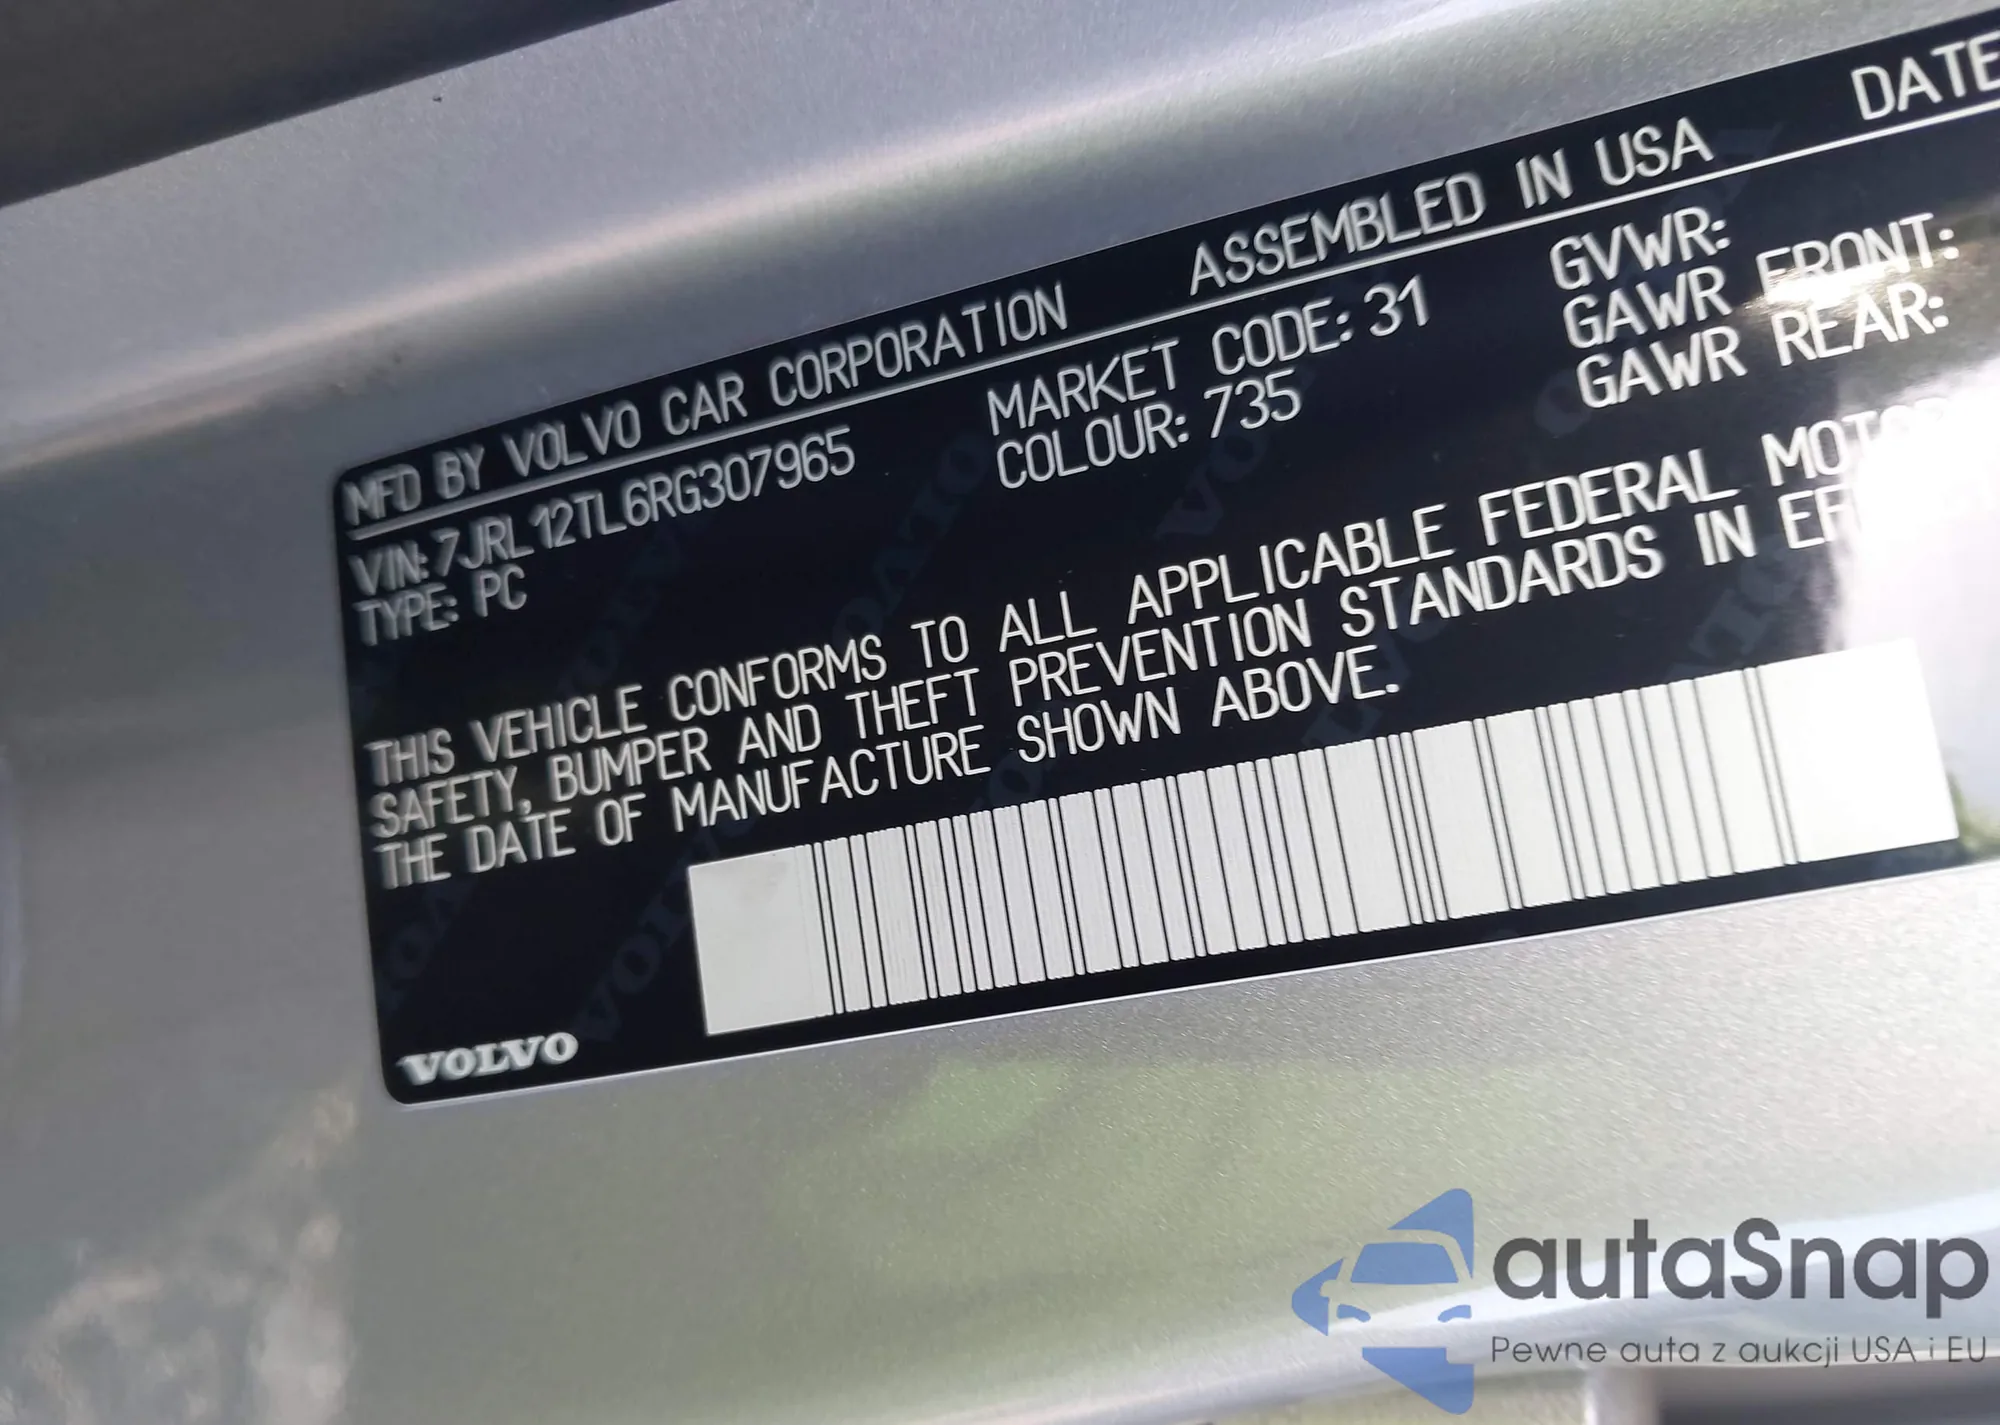 MFD BY VOLVO CAR CORPORATION ASSEMBLED IN USA DATE
VIN: 7JRL12TL6RG307965 MARKET CODE: 31 GVWR:
TYPE: PC COLOUR: 735 GAWR FRONT:
GAWR REAR:
THIS VEHICLE CONFORMS TO ALL APPLICABLE FEDERAL MOTOR
SAFETY, BUMPER AND THEFT PREVENTION STANDARDS IN
THE DATE OF MANUFACTURE SHOWN ABOVE.
VOLVO
autaSnap
Pewne auta z aukcji USA i EU